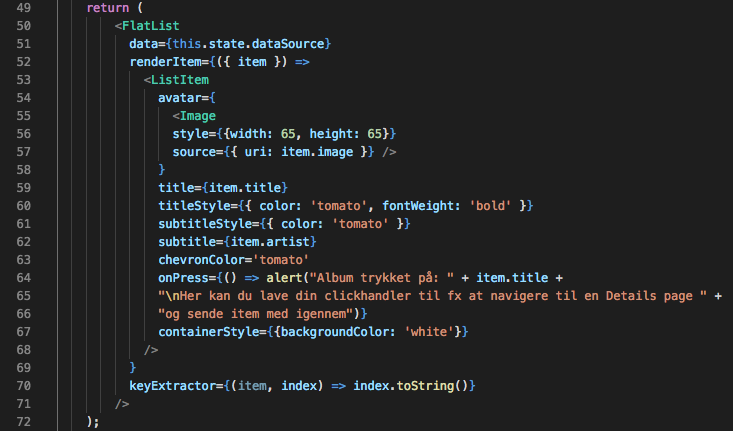 49 return (
50 <FlatList
51 data={this.state.dataSource}
52 renderItem={({ item }) =>
53 <ListItem
54 avatar={
55 <Image
56 style={{width: 65, height: 65}}
57 source={{ uri: item.image }} />
58 }
59 title={item.title}
60 titleStyle={{ color: 'tomato', fontWeight: 'bold' }}
61 subtitleStyle={{ color: 'tomato' }}
62 subtitle={item.artist}
63 chevronColor='tomato'
64 onPress={() => alert("Album trykket på: " + item.title +
65 "\nHer kan du lave din clickhandler til fx at navigere til en Details page " +
66 "og sende item med igennem")}
67 containerStyle={{backgroundColor: 'white'}}
68 />
69 }
70 keyExtractor={(item, index) => index.toString()}
71 />
72 );